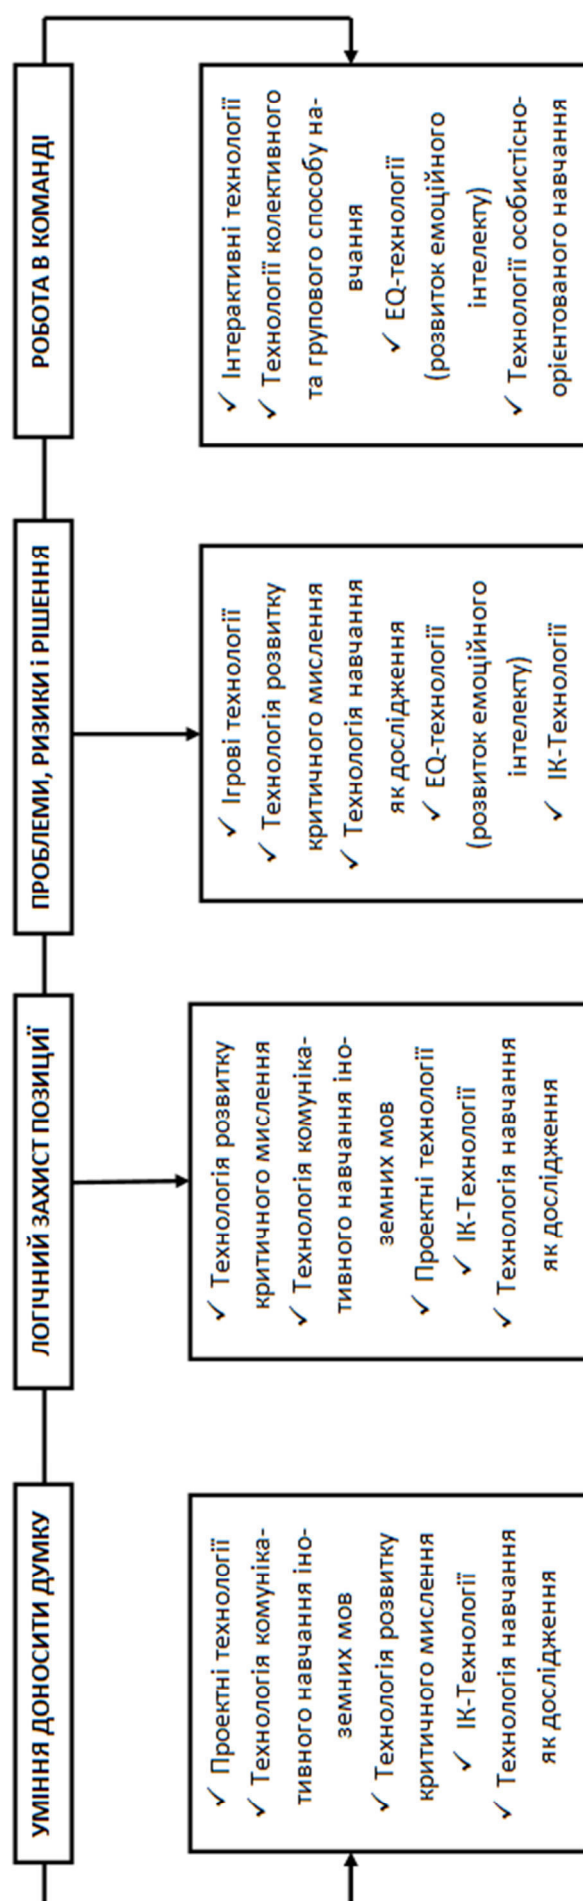 УМІННЯ ДОНОСИТИ ДУМКУ
✓ Проектні технології
✓ Технологія комуніка-
тивного навчання іно-
земних мов
✓ Технологія розвитку
критичного мислення
✓ ІК-Технології
✓ Технологія навчання
як дослідження
ЛОГІЧНИЙ ЗАХИСТ ПОЗИЦІЇ
✓ Технологія розвитку
критичного мислення
✓ Технологія комуніка-
тивного навчання іно-
земних мов
✓ Проектні технології
✓ ІК-Технології
✓ Технологія навчання
як дослідження
ПРОБЛЕМИ, РИЗИКИ і РІШЕННЯ
✓ Ігрові технології
✓ Технологія розвитку
критичного мислення
✓ Технологія навчання
як дослідження
✓ EQ-технології
(розвиток емоційного
інтелекту)
✓ ІК-Технології
РОБОТА В КОМАНДІ
✓ Інтерактивні технології
✓ Технології колективного
та групового способу на-
вчання
✓ EQ-технології
(розвиток емоційного
інтелекту)
✓ Технології особистісно-
орієнтованого навчання